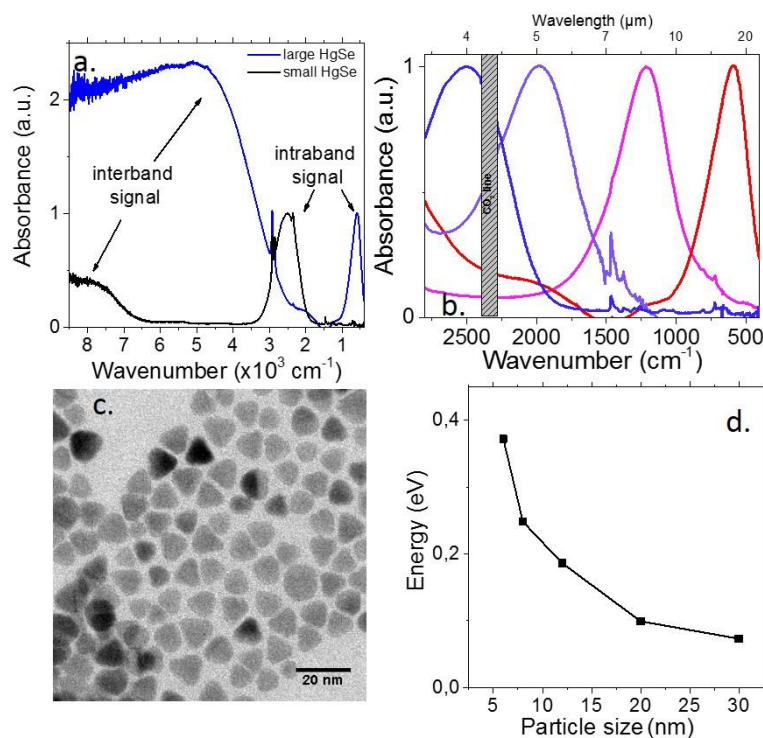 a.
large HgSe
small HgSe
interband
signal
intraband
signal
Absorbance (a.u.)
2
1
0
8 7 6 5 4 3 2 1
Wavenumber (x10³ cm⁻¹)
Wavelength (µm)
4 5 7 8 10 20
b.
CO₂ line
Absorbance (a.u.)
1
0
2500 2000 1500 1000 500
Wavenumber (cm⁻¹)
c.
20 nm
d.
Energy (eV)
0,4
0,2
0,0
5 10 15 20 25 30
Particle size (nm)